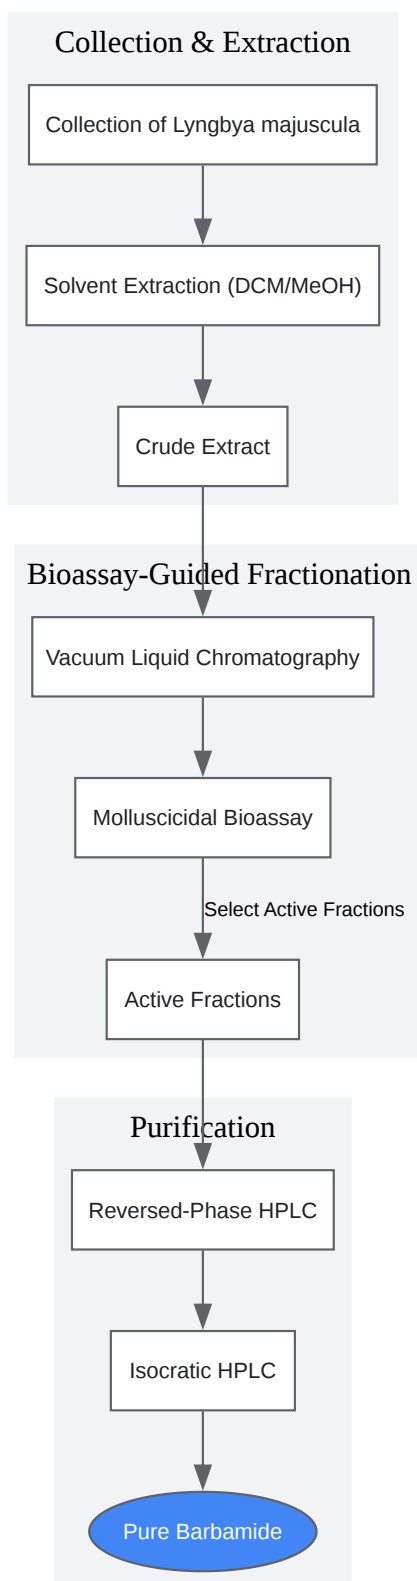 Collection & Extraction
Collection of Lyngbya majuscula
Solvent Extraction (DCM/MeOH)
Crude Extract
Bioassay-Guided Fractionation
Vacuum Liquid Chromatography
Molluscicidal Bioassay
Select Active Fractions
Active Fractions
Purification
Reversed-Phase HPLC
Isocratic HPLC
Pure Barbamide